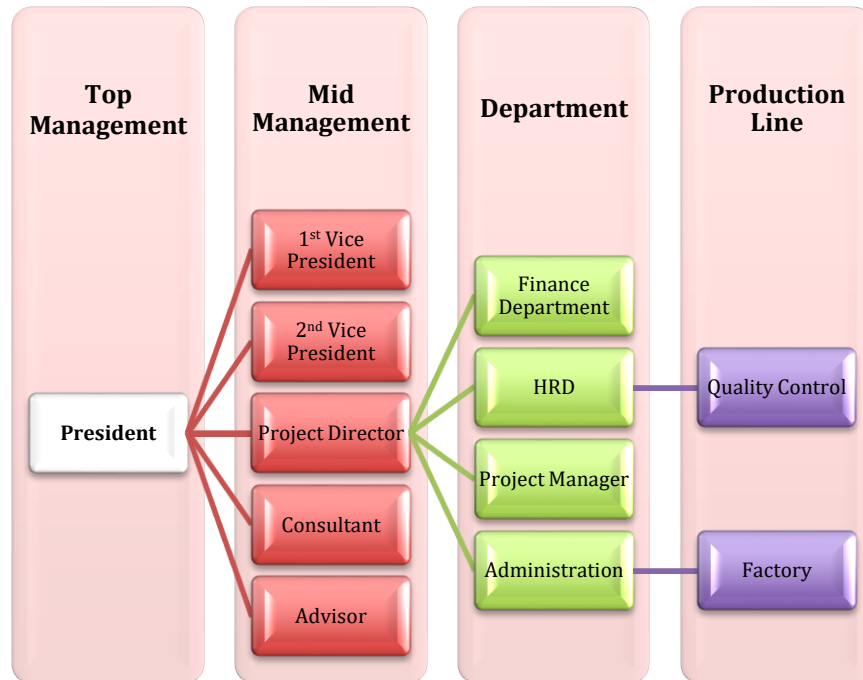 Top
Management
Mid
Management
Department
Production
Line
President
1st Vice
President
2nd Vice
President
Project Director
Consultant
Advisor
Finance
Department
HRD
Project Manager
Administration
Quality Control
Factory